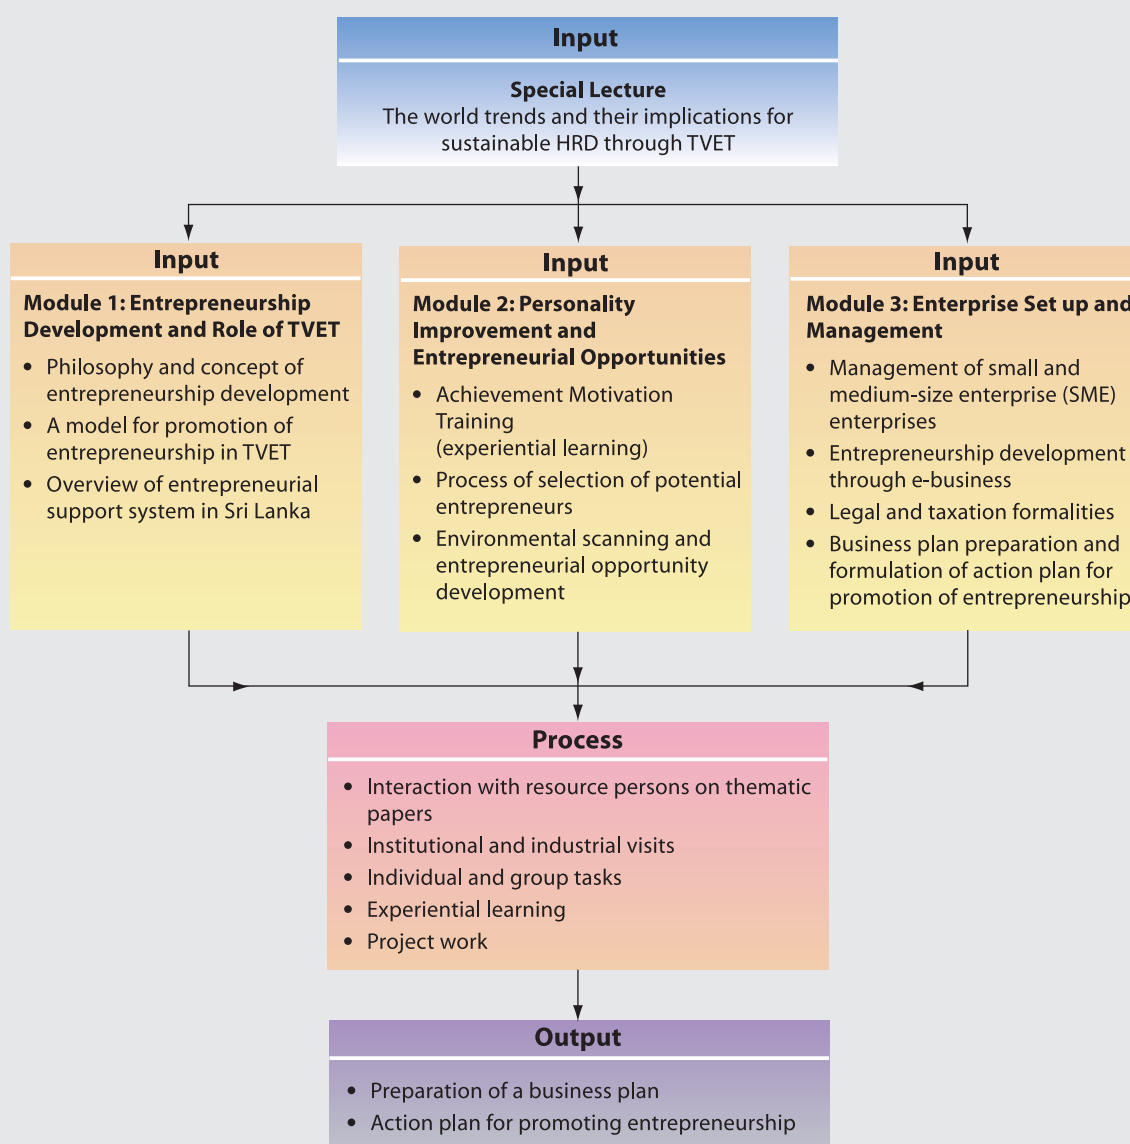 Input
Special Lecture
The world trends and their implications for
sustainable HRD through TVET
Input
Module 1: Entrepreneurship
Development and Role of TVET
• Philosophy and concept of
entrepreneurship development
• A model for promotion of
entrepreneurship in TVET
• Overview of entrepreneurial
support system in Sri Lanka
Input
Module 2: Personality
Improvement and
Entrepreneurial Opportunities
• Achievement Motivation
Training
(experiential learning)
• Process of selection of potential
entrepreneurs
• Environmental scanning and
entrepreneurial opportunity
development
Input
Module 3: Enterprise Set up and
Management
• Management of small and
medium-size enterprise (SME)
enterprises
• Entrepreneurship development
through e-business
• Legal and taxation formalities
• Business plan preparation and
formulation of action plan for
promotion of entrepreneurship
Process
• Interaction with resource persons on thematic
papers
• Institutional and industrial visits
• Individual and group tasks
• Experiential learning
• Project work
Output
• Preparation of a business plan
• Action plan for promoting entrepreneurship